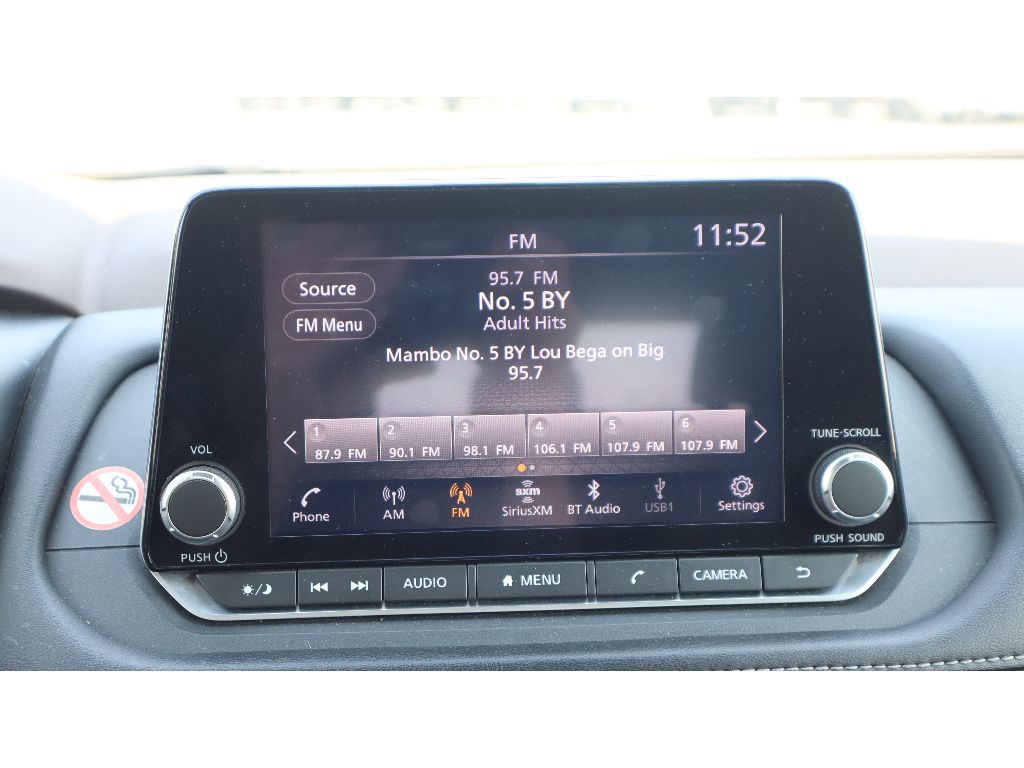 FM
11:52
95.7 FM
Source
No. 5 BY
FM Menu
Adult Hits
Mambo No. 5 BY Lou Bega on Big
95.7
1
2
3
4
5
6
87.9 FM
90.1 FM
98.1 FM
106.1 FM
107.9 FM
107.9 FM
TUNE·SCROLL
VOL
Phone
AM
FM
sxm
SiriusXM
BT Audio
USB1
Settings
PUSH SOUND
PUSH
AUDIO
MENU
CAMERA